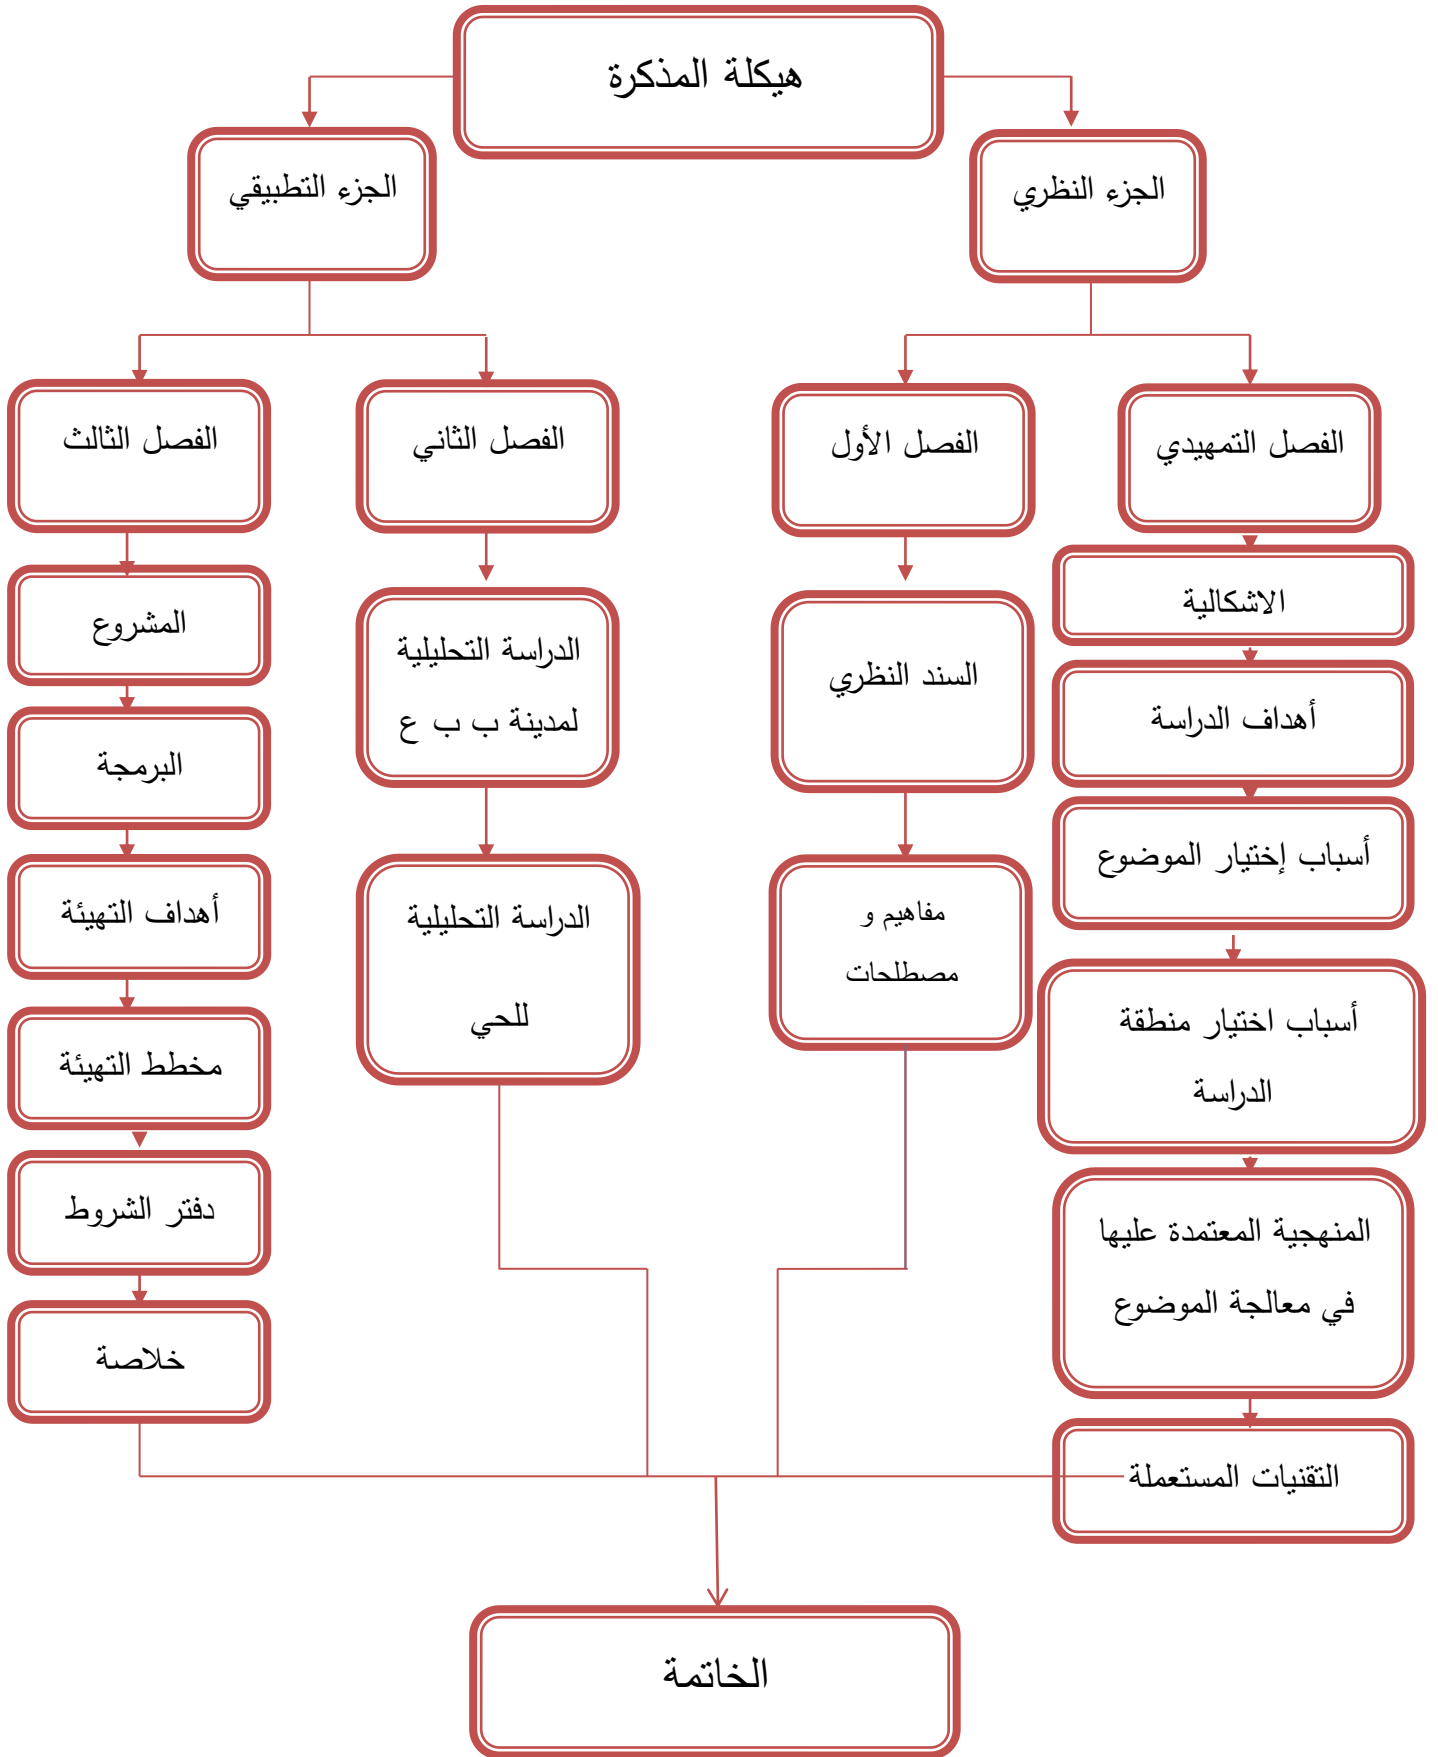 هيكلة المذكرة
الجزء النظري
الجزء التطبيقي
الفصل التمهيدي
الفصل الأول
الفصل الثاني
الفصل الثالث
الاشكالية
أهداف الدراسة
أسباب إختيار الموضوع
أسباب اختيار منطقة
الدراسة
المنهجية المعتمدة عليها
في معالجة الموضوع
التقنيات المستعملة
السند النظري
مفاهيم و
مصطلحات
الدراسة التحليلية
لمدينة ب ب ع
الدراسة التحليلية
للحي
المشروع
البرمجة
أهداف التهيئة
مخطط التهيئة
دفتر الشروط
خلاصة
الخاتمة